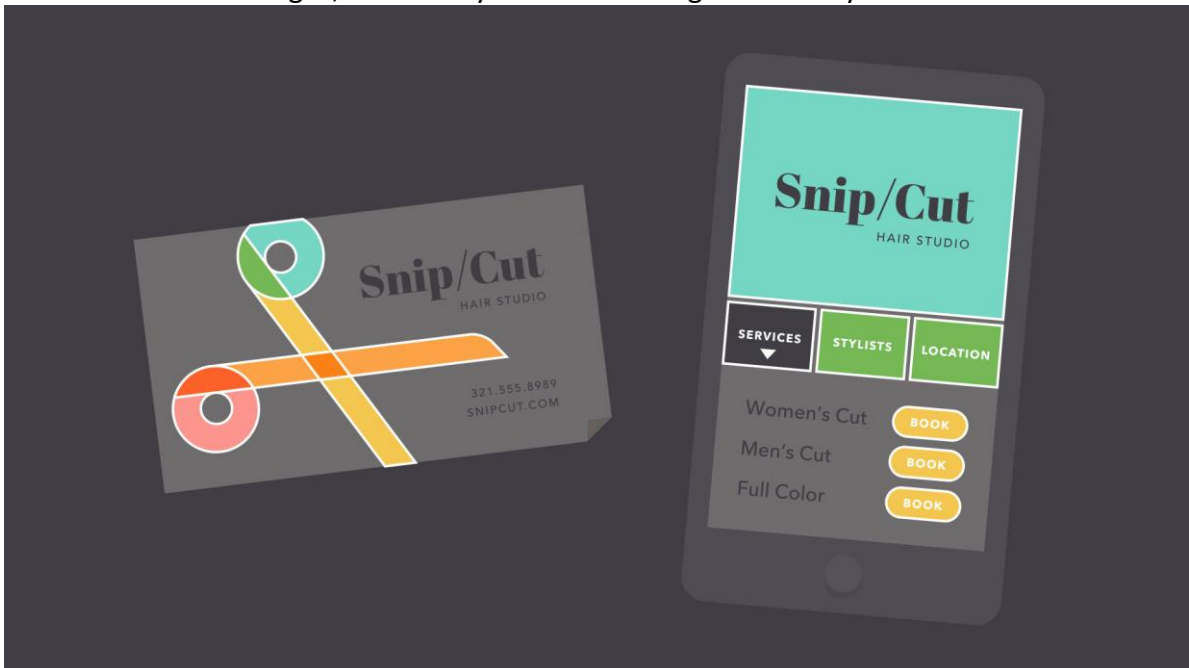 Snip/Cut
HAIR STUDIO
321.555.8989
SNIPCUT.COM
Snip/Cut
HAIR STUDIO
SERVICES
STYLISTS
LOCATION
Women's Cut
BOOK
Men's Cut
BOOK
Full Color
BOOK